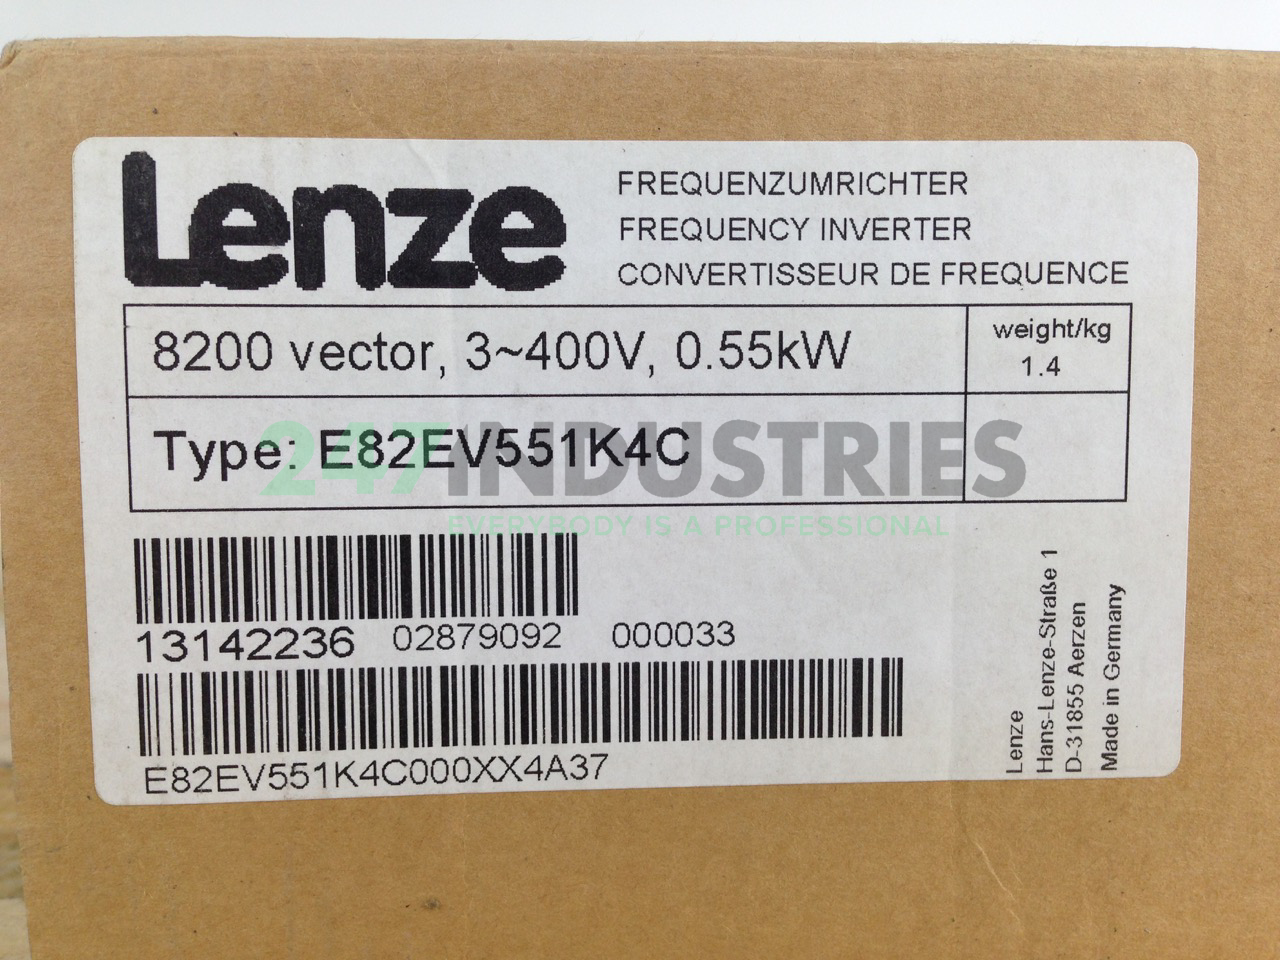 Lenze
FREQUENZUMRICHTER
FREQUENCY INVERTER
CONVERTISSEUR DE FREQUENCE
8200 vector, 3~400V, 0.55kW
weight/kg
1.4
Type: E82EV551K4C
247INDUSTRIES
EVERYBODY IS A PROFESSIONAL
13142236 02879092 000033
E82EV551K4C000XX4A37
Lenze
Hans-Lenze-Straße 1
D-31855 Aerzen
Made in Germany